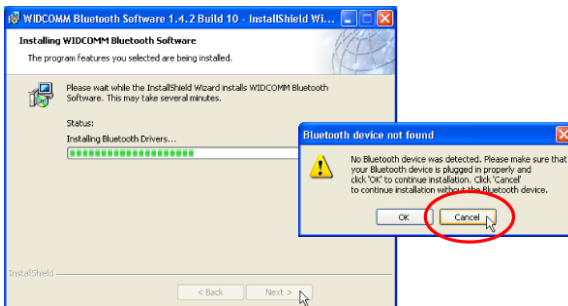 WIDCOMM Bluetooth Software 1.4.2 Build 10 - InstallShield Wi...
Installing WIDCOMM Bluetooth Software
The program features you selected are being installed.
Please wait while the InstallShield Wizard installs WIDCOMM Bluetooth
Software. This may take several minutes.
Status:
Installing Bluetooth Drivers...
Bluetooth device not found
No Bluetooth device was detected. Please make sure that
your Bluetooth device is plugged in properly and
click 'OK' to continue installation. Click 'Cancel'
to continue installation without the Bluetooth device.
OK
Cancel
InstallShield
< Back
Next >